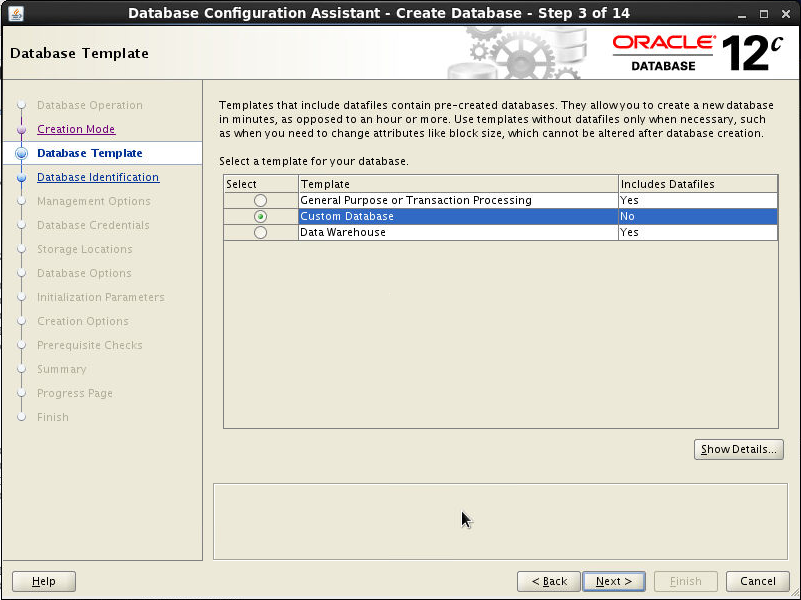 Database Configuration Assistant - Create Database - Step 3 of 14
Database Template
ORACLE®
DATABASE
12c
Database Operation
Creation Mode
Database Template
Database Identification
Management Options
Database Credentials
Storage Locations
Database Options
Initialization Parameters
Creation Options
Prerequisite Checks
Summary
Progress Page
Finish
Templates that include datafiles contain pre-created databases. They allow you to create a new database
in minutes, as opposed to an hour or more. Use templates without datafiles only when necessary, such
as when you need to change attributes like block size, which cannot be altered after database creation.
Select a template for your database.
Select Template Includes Datafiles
General Purpose or Transaction Processing Yes
Custom Database No
Data Warehouse Yes
Show Details...
Help
< Back
Next >
Finish
Cancel